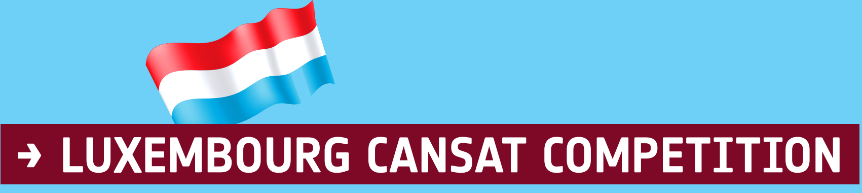 → LUXEMBOURG CANSAT COMPETITION